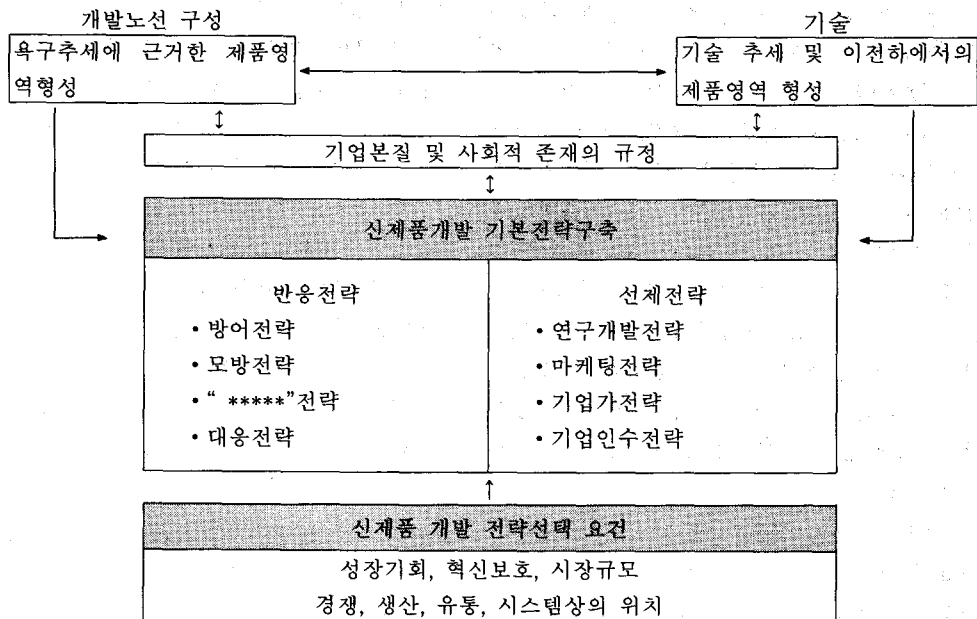 개발노선 구성
욕구추세에 근거한 제품영
역형성
기술
기술 추세 및 이전하에서의
제품영역 형성
기업본질 및 사회적 존재의 규정
신제품개발 기본전략구축
반응전략
• 방어전략
• 모방전략
• “ *****”전략
• 대응전략
선제전략
• 연구개발전략
• 마케팅전략
• 기업가전략
• 기업인수전략
신제품 개발 전략선택 요건
성장기회, 혁신보호, 시장규모
경쟁, 생산, 유통, 시스템상의 위치